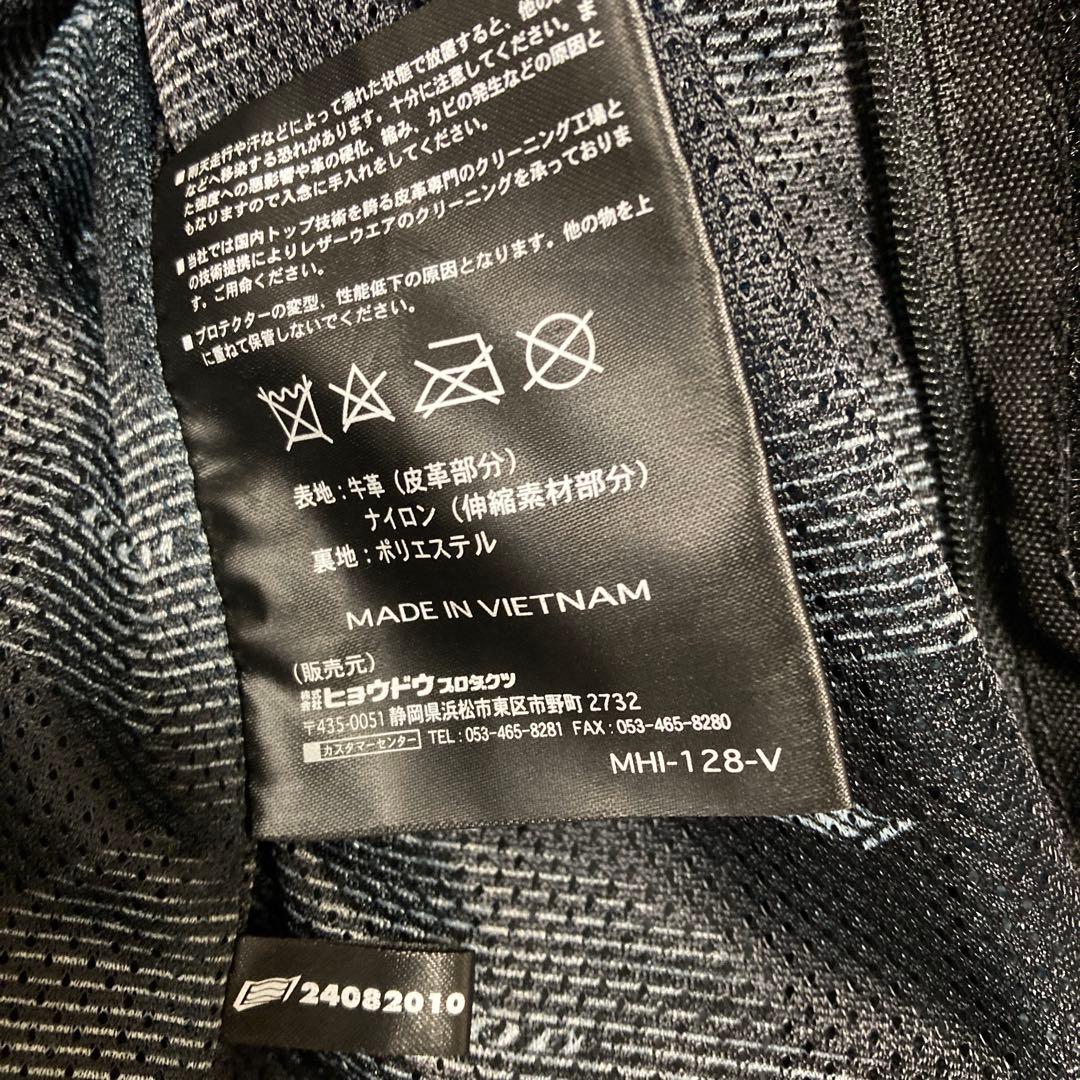 ■雨天走行や汗などによって濡れた状態で放置すると、他の
などへ移染する恐れがあります。十分に注意してください。ま
た強度への悪影響や革の硬化、縮み、カビの発生などの原因と
もなりますので入念に手入れをしてください。
■当社では国内トップ技術を誇る皮革専門のクリーニング工場と
の技術提携によりレザーウエアのクリーニングを承っておりま
す。ご用命ください。
■プロテクターの変型、性能低下の原因となります。他の物を上
に重ねて保管しないでください。
表地：牛革（皮革部分）
ナイロン（伸縮素材部分）
裏地：ポリエステル
MADE IN VIETNAM
（販売元）
株式会社ヒョウドウプロダクツ
〒435-0051 静岡県浜松市東区市野町 2732
カスタマーセンター TEL：053-465-8281 FAX：053-465-8280
MHI-128-V
24082010